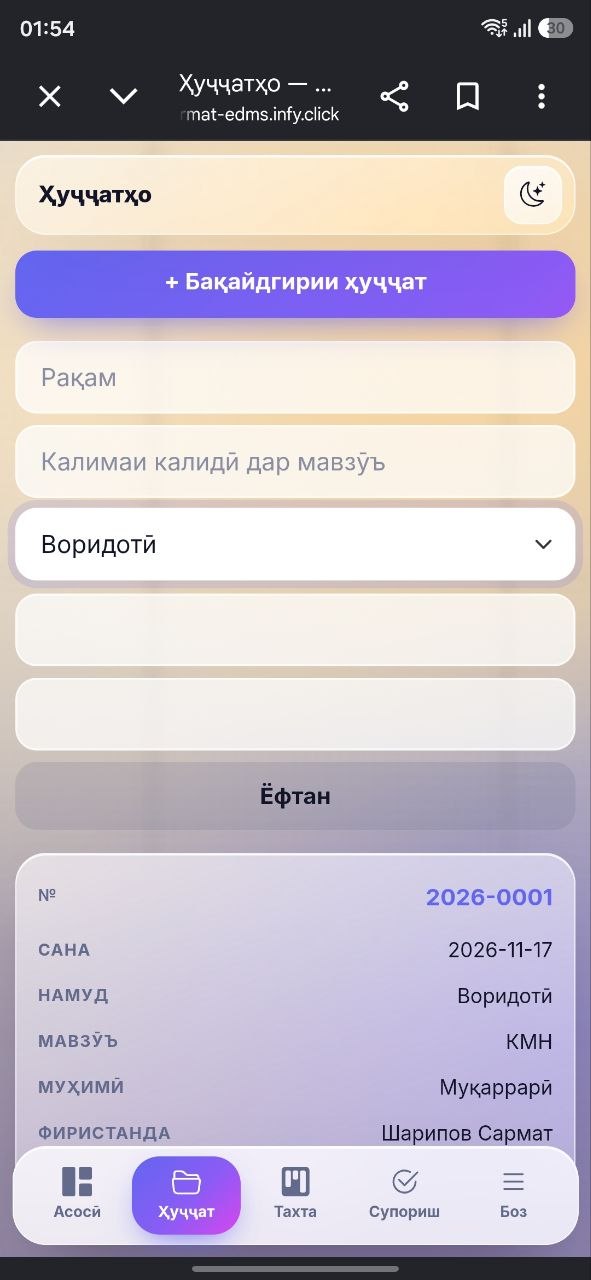 01:54
30
Ҳуҷҷатҳо — ...
rmat-edms.infy.click
Ҳуҷҷатҳо
+ Бақайдгирии ҳуҷҷат
Рақам
Калимаи калидӣ дар мавзӯъ
Воридотӣ
Ёфтан
№ 2026-0001
САНА 2026-11-17
НАМУД Воридотӣ
МАВЗӮЪ КМН
МУҲИМӢ Муқаррарӣ
ФИРИСТАНДА Шарипов Сармат
Асосӣ Ҳуҷҷат Тахта Супориш Боз